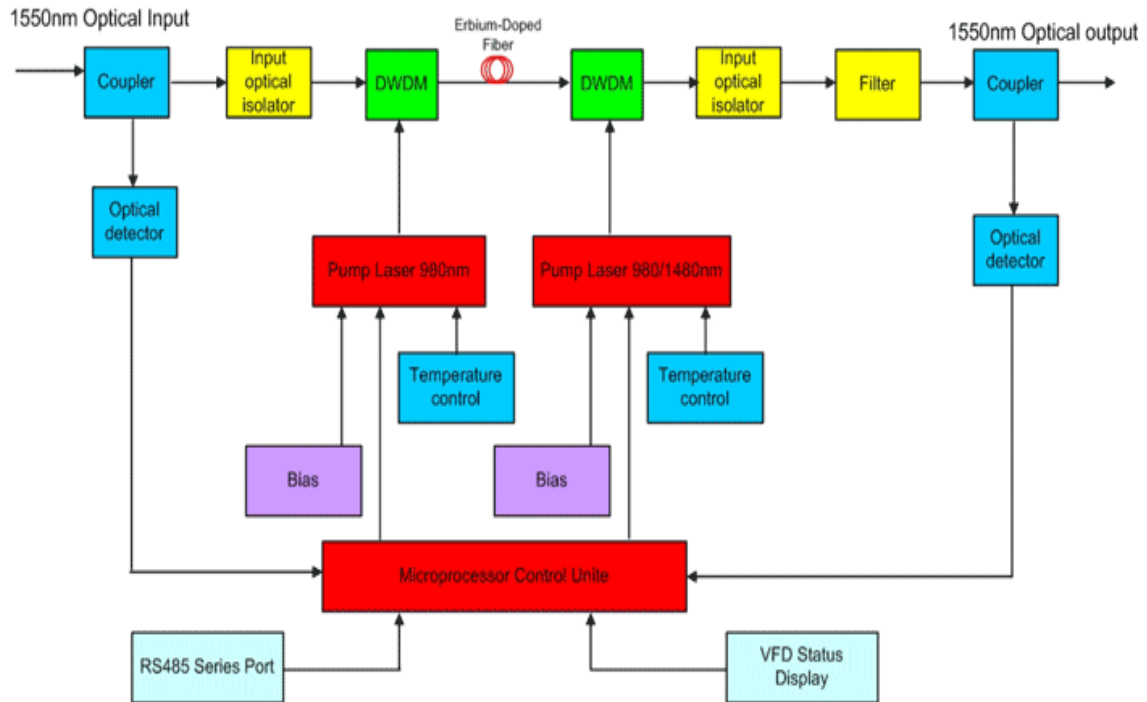 1550nm Optical Input
Erbium-Doped
Fiber
1550nm Optical output
Coupler
Input
optical
isolator
DWDM
DWDM
Input
optical
isolator
Filter
Coupler
Optical
detector
Optical
detector
Pump Laser 980nm
Pump Laser 980/1480nm
Temperature
control
Temperature
control
Bias
Bias
Microprocessor Control Unite
RS485 Series Port
VFD Status
Display